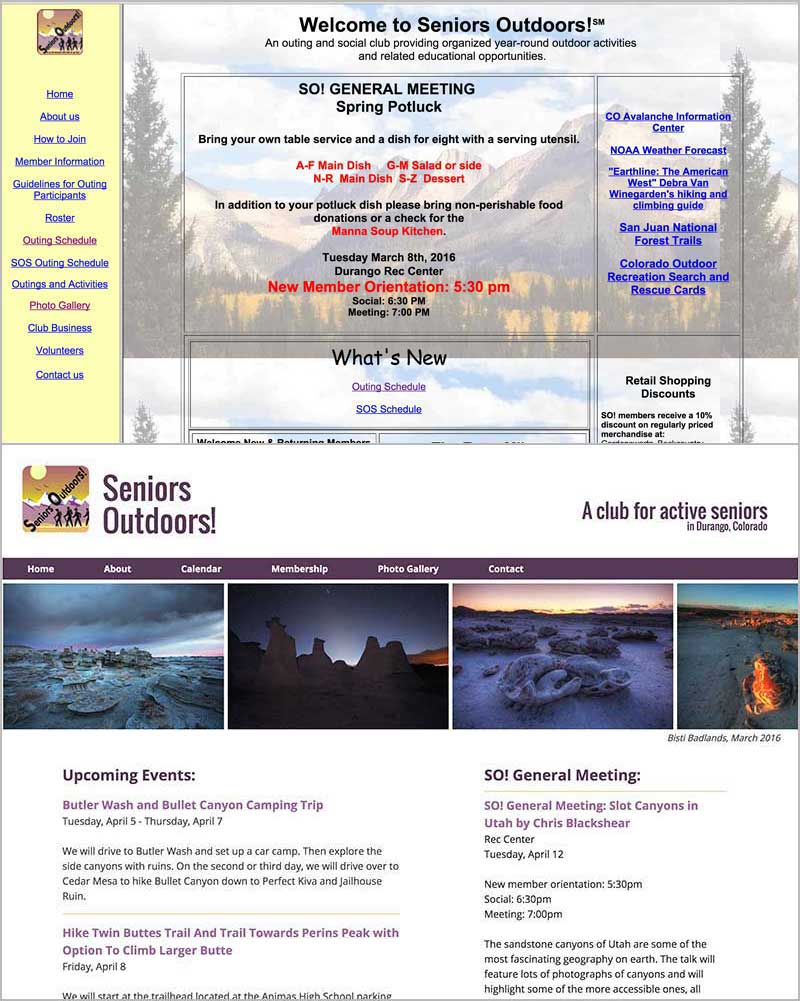 Seniors Outdoors!
Home
About us
How to Join
Member Information
Guidelines for Outing
Participants
Roster
Outing Schedule
SOS Outing Schedule
Outings and Activities
Photo Gallery
Club Business
Volunteers
Contact us
Welcome to Seniors Outdoors!℠
An outing and social club providing organized year-round outdoor activities
and related educational opportunities.
SO! GENERAL MEETING
Spring Potluck
Bring your own table service and a dish for eight with a serving utensil.
A-F Main Dish G-M Salad or side
N-R Main Dish S-Z Dessert
In addition to your potluck dish please bring non-perishable food
donations or a check for the
Manna Soup Kitchen.
Tuesday March 8th, 2016
Durango Rec Center
New Member Orientation: 5:30 pm
Social: 6:30 PM
Meeting: 7:00 PM
CO Avalanche Information
Center
NOAA Weather Forecast
"Earthline: The American
West" Debra Van
Winegarden's hiking and
climbing guide
San Juan National
Forest Trails
Colorado Outdoor
Recreation Search and
Rescue Cards
What's New
Outing Schedule
SOS Schedule
Welcome New & Returning Members
Retail Shopping
Discounts
SO! members receive a 10%
discount on regularly priced
merchandise at:
Seniors Outdoors!
Seniors
Outdoors!
A club for active seniors
in Durango, Colorado
Home About Calendar Membership Photo Gallery Contact
Bisti Badlands, March 2016
Upcoming Events:
Butler Wash and Bullet Canyon Camping Trip
Tuesday, April 5 - Thursday, April 7
We will drive to Butler Wash and set up a car camp. Then explore the
side canyons with ruins. On the second or third day, we will drive over to
Cedar Mesa to hike Bullet Canyon down to Perfect Kiva and Jailhouse
Ruin.
Hike Twin Buttes Trail And Trail Towards Perins Peak with
Option To Climb Larger Butte
Friday, April 8
We will start at the trailhead located at the Animas High School parking
SO! General Meeting:
SO! General Meeting: Slot Canyons in
Utah by Chris Blackshear
Rec Center
Tuesday, April 12
New member orientation: 5:30pm
Social: 6:30pm
Meeting: 7:00pm
The sandstone canyons of Utah are some of the
most fascinating geography on earth. The talk will
feature lots of photographs of canyons and will
highlight some of the more accessible ones, all